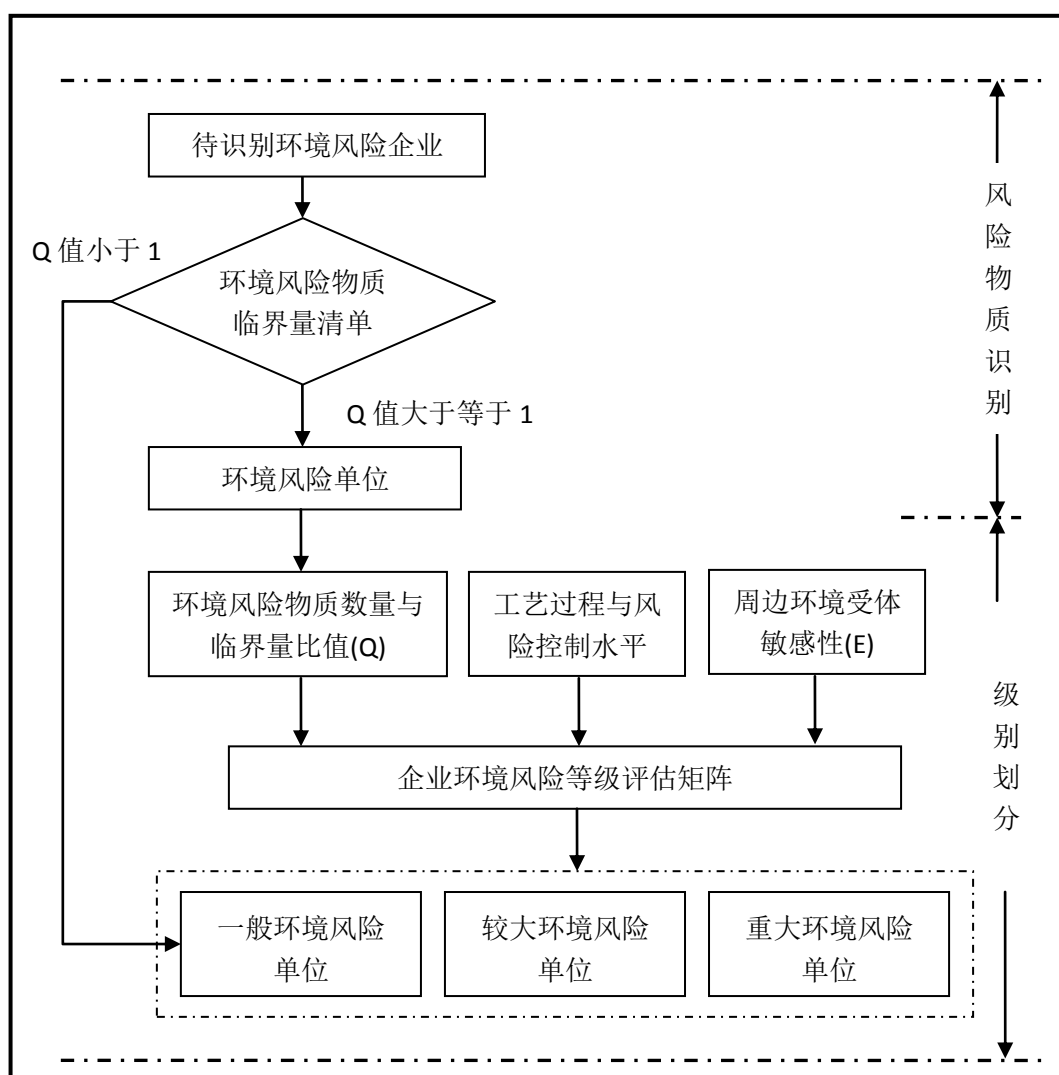 待识别环境风险企业
Q 值小于 1
环境风险物质
临界量清单
Q 值大于等于 1
环境风险单位
风
险
物
质
识
别
环境风险物质数量与
临界量比值(Q)
工艺过程与风
险控制水平
周边环境受体
敏感性(E)
企业环境风险等级评估矩阵
一般环境风险
单位
较大环境风险
单位
重大环境风险
单位
级
别
划
分